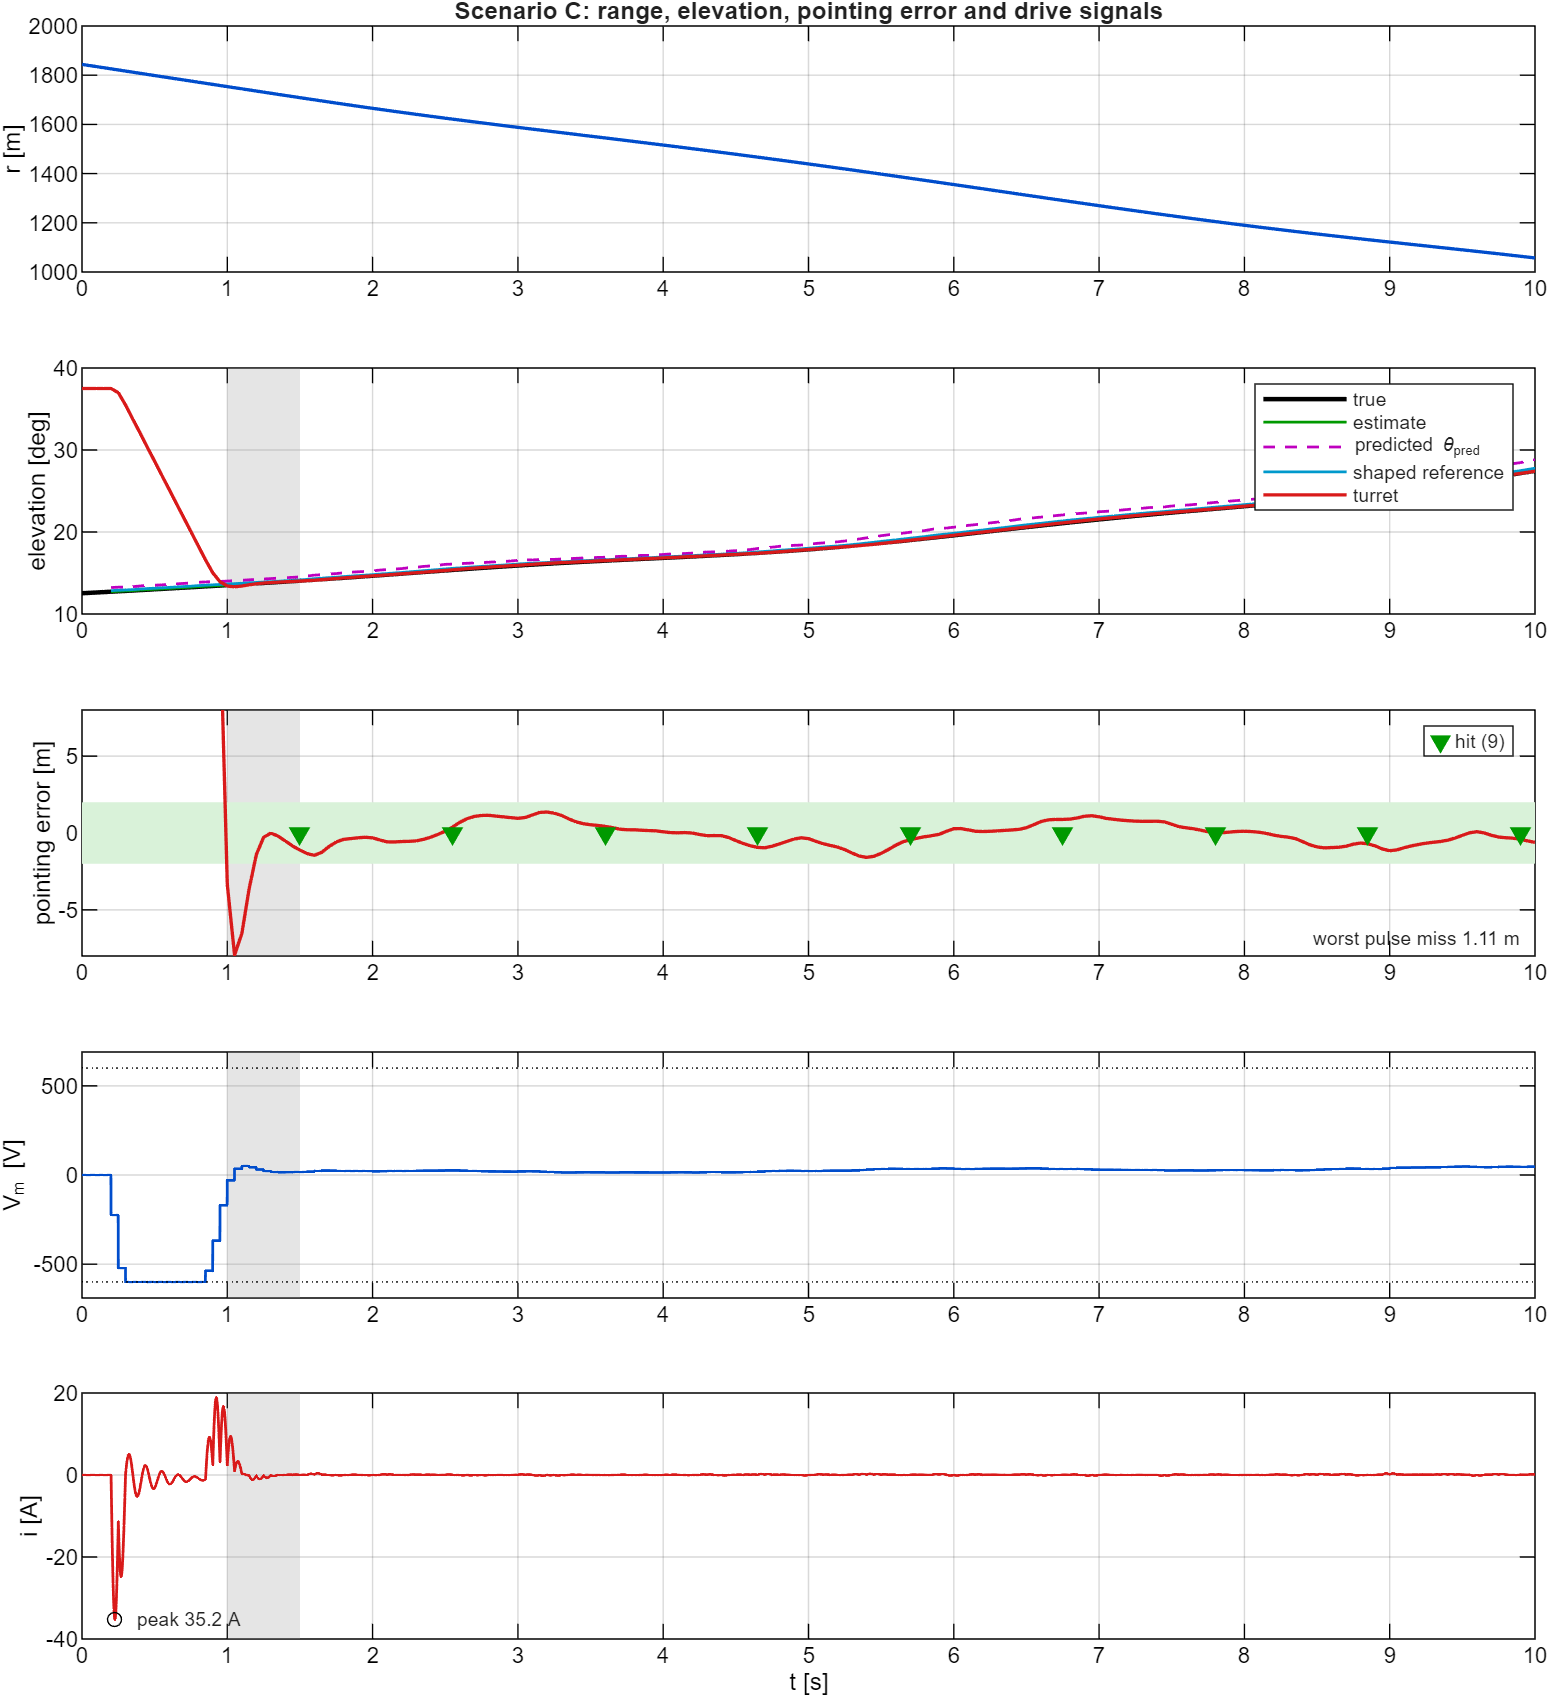 Scenario C: range, elevation, pointing error and drive signals
r [m]
2000
1800
1600
1400
1200
1000
0 1 2 3 4 5 6 7 8 9 10
elevation [deg]
40
30
20
10
true
estimate
predicted θpred
shaped reference
turret
0 1 2 3 4 5 6 7 8 9 10
pointing error [m]
5
0
-5
hit (9)
worst pulse miss 1.11 m
0 1 2 3 4 5 6 7 8 9 10
Vm [V]
500
0
-500
0 1 2 3 4 5 6 7 8 9 10
i [A]
20
0
-20
-40
peak 35.2 A
0 1 2 3 4 5 6 7 8 9 10
t [s]